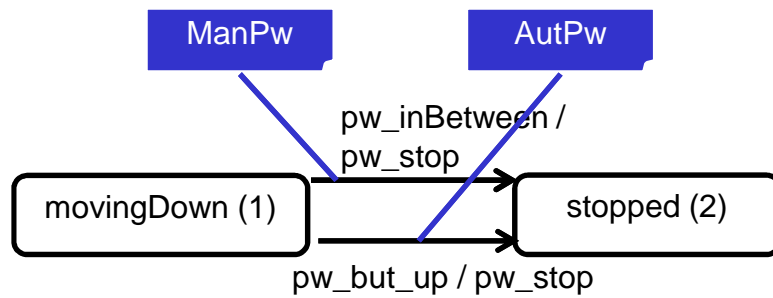 ManPw
AutPw
pw_inBetween /
pw_stop
movingDown (1)
stopped (2)
pw_but_up / pw_stop